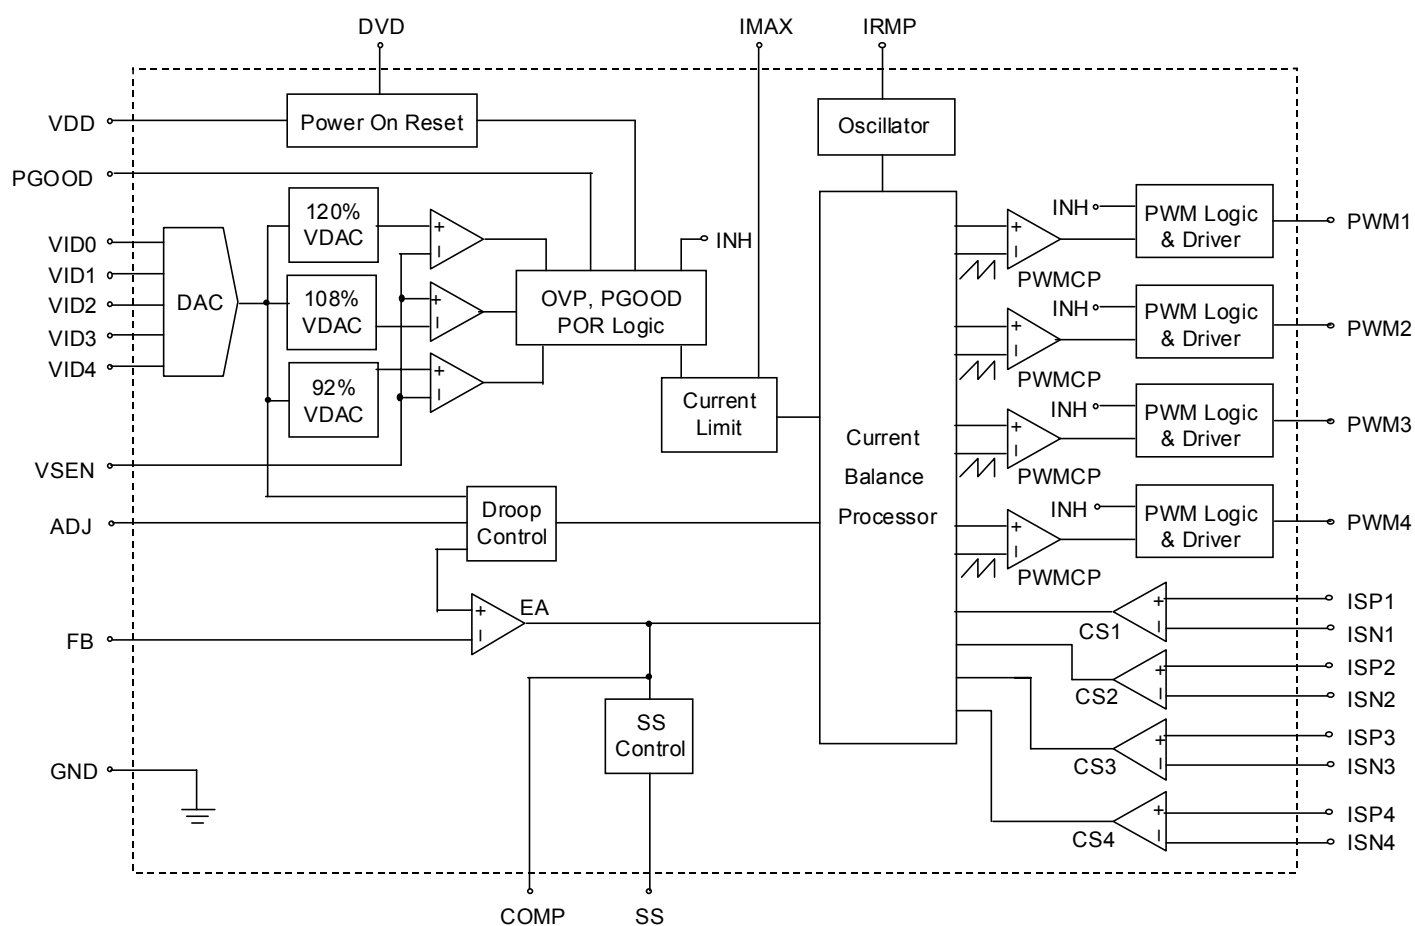 DVD
IMAX
IRMP
VDD
Power On Reset
Oscillator
PGOOD
120%
VDAC
+
INH
PWM Logic
& Driver
PWM1
VID0
VID1
VID2
VID3
VID4
DAC
INH
+
PWMCP
108%
VDAC
+
OVP, PGOOD
POR Logic
INH
PWM Logic
& Driver
PWM2
+
PWMCP
92%
VDAC
+
Current
Limit
INH
PWM Logic
& Driver
PWM3
+
PWMCP
VSEN
Current
Balance
Processor
ADJ
Droop
Control
INH
PWM Logic
& Driver
PWM4
+
PWMCP
+
EA
FB
CS1
+
ISP1
ISN1
CS2
+
ISP2
ISN2
SS
Control
CS3
+
ISP3
ISN3
GND
CS4
+
ISP4
ISN4
COMP
SS